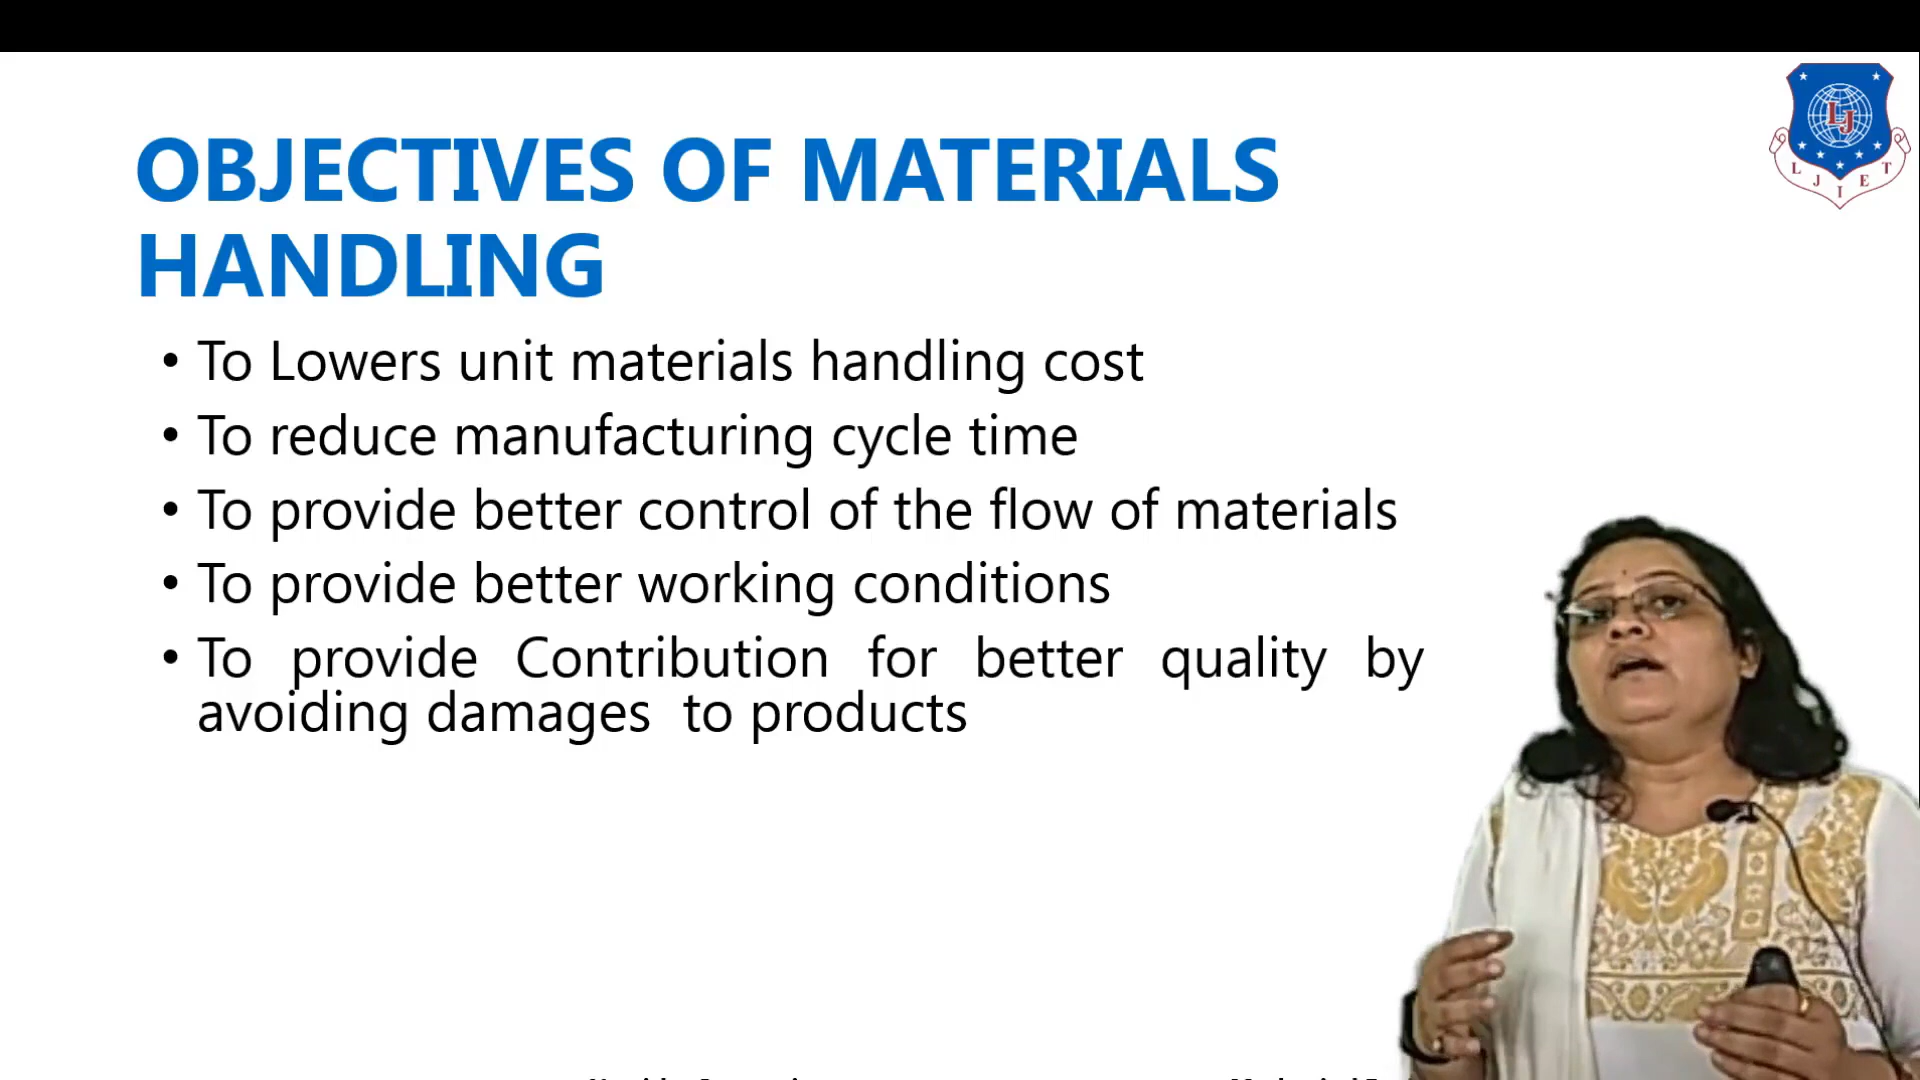 OBJECTIVES OF MATERIALS
HANDLING
• To Lowers unit materials handling cost
• To reduce manufacturing cycle time
• To provide better control of the flow of materials
• To provide better working conditions
• To provide Contribution for better quality by
avoiding damages  to products
LJ
L J I E T